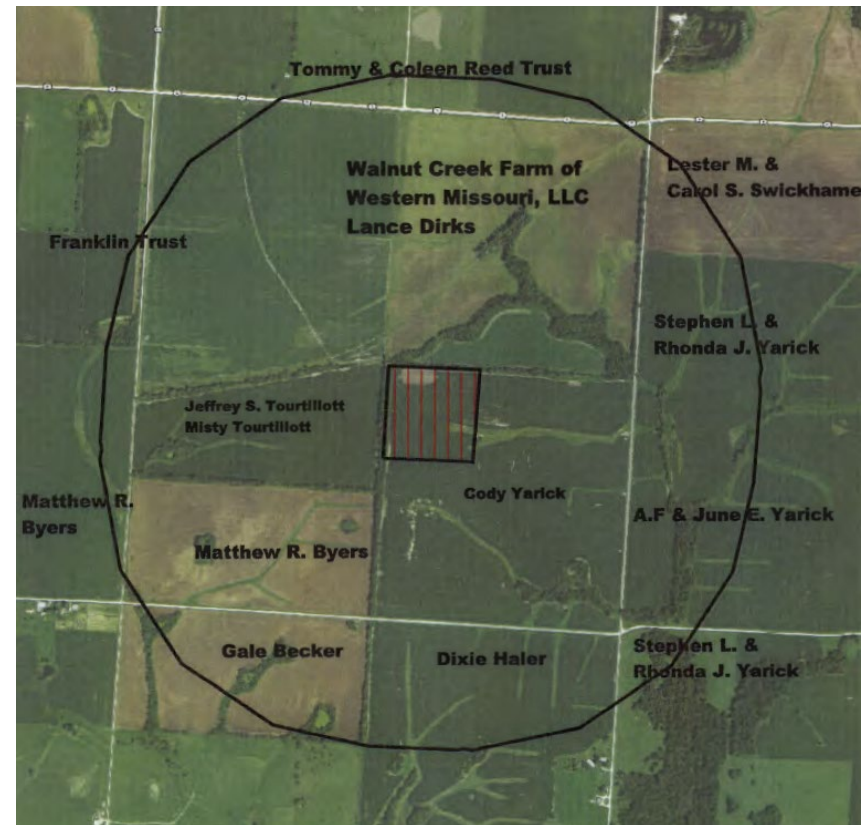 Tommy & Coleen Reed Trust
Walnut Creek Farm of
Western Missouri, LLC
Lance Dirks
Lester M. &
Carol S. Swickhame
Franklin Trust
Stephen L. &
Rhonda J. Yarick
Jeffrey S. Tourtillott
Misty Tourtillott
Matthew R.
Byers
Cody Yarick
A.F & June E. Yarick
Matthew R. Byers
Gale Becker
Dixie Haler
Stephen L. &
Rhonda J. Yarick